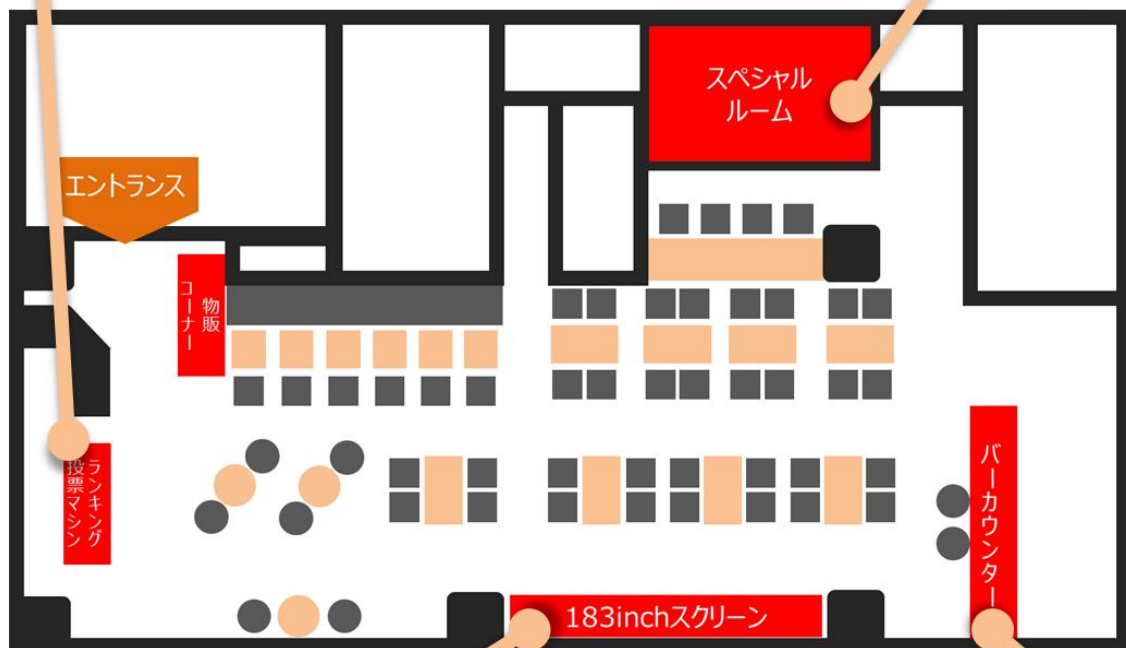 スペシャル
ルーム
エントランス
物販
コーナー
ランキング
投票マシン
バーカウンター
183inchスクリーン